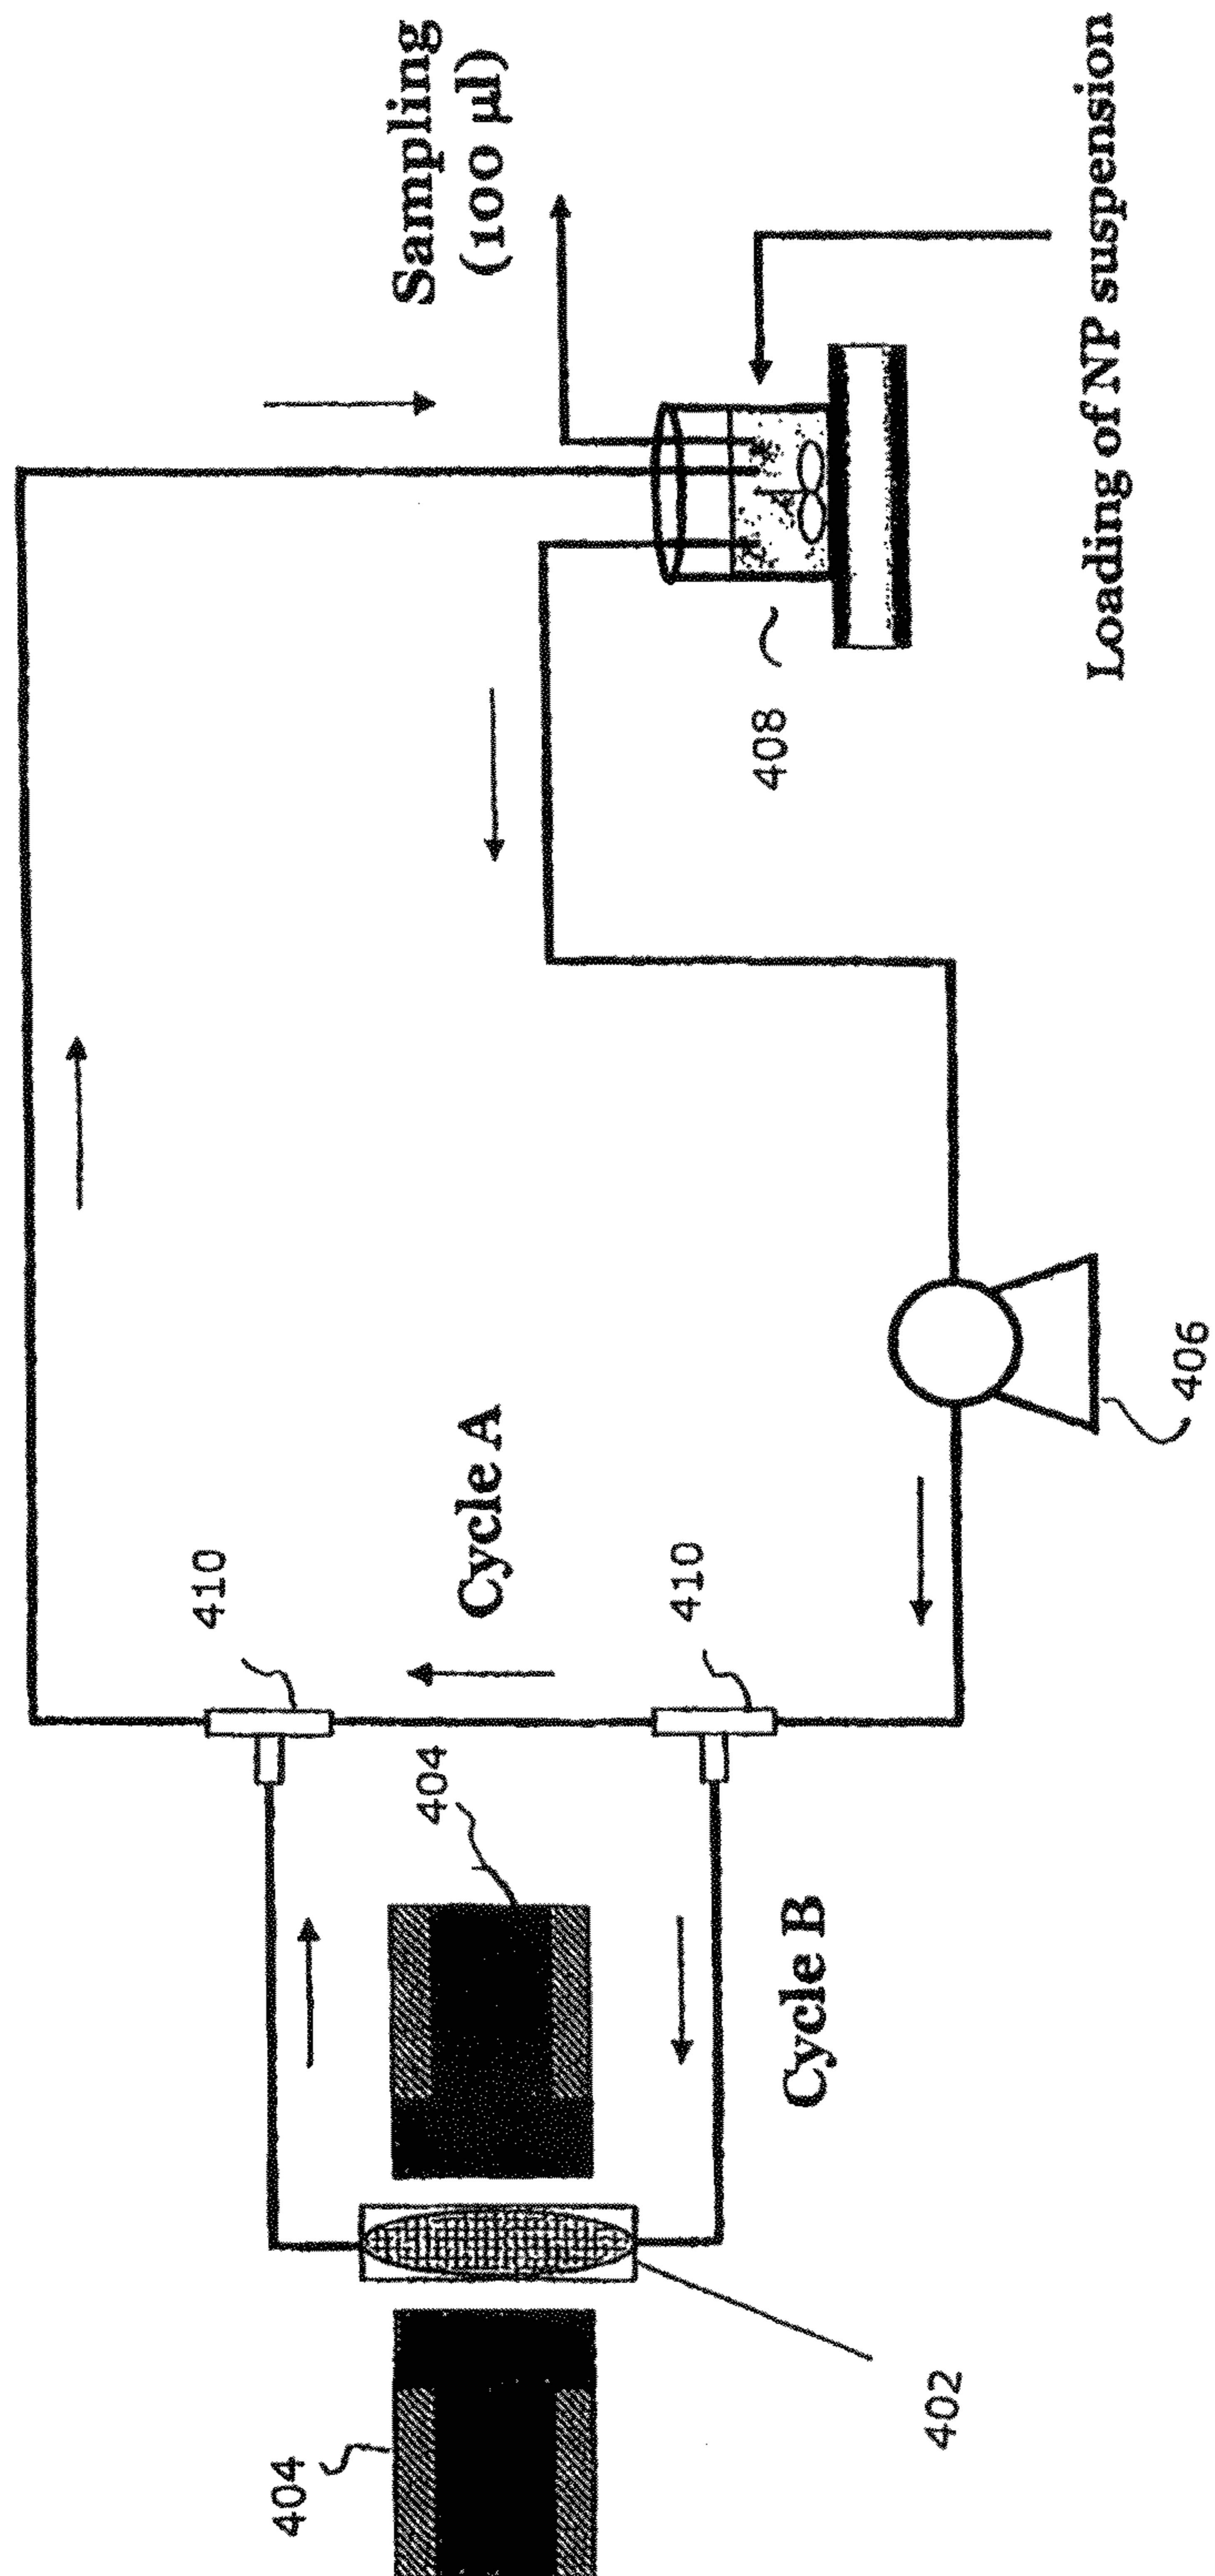 404
402
404
Cycle B
410
Cycle A
410
406
408
Sampling
(100 µl)
Loading of NP suspension